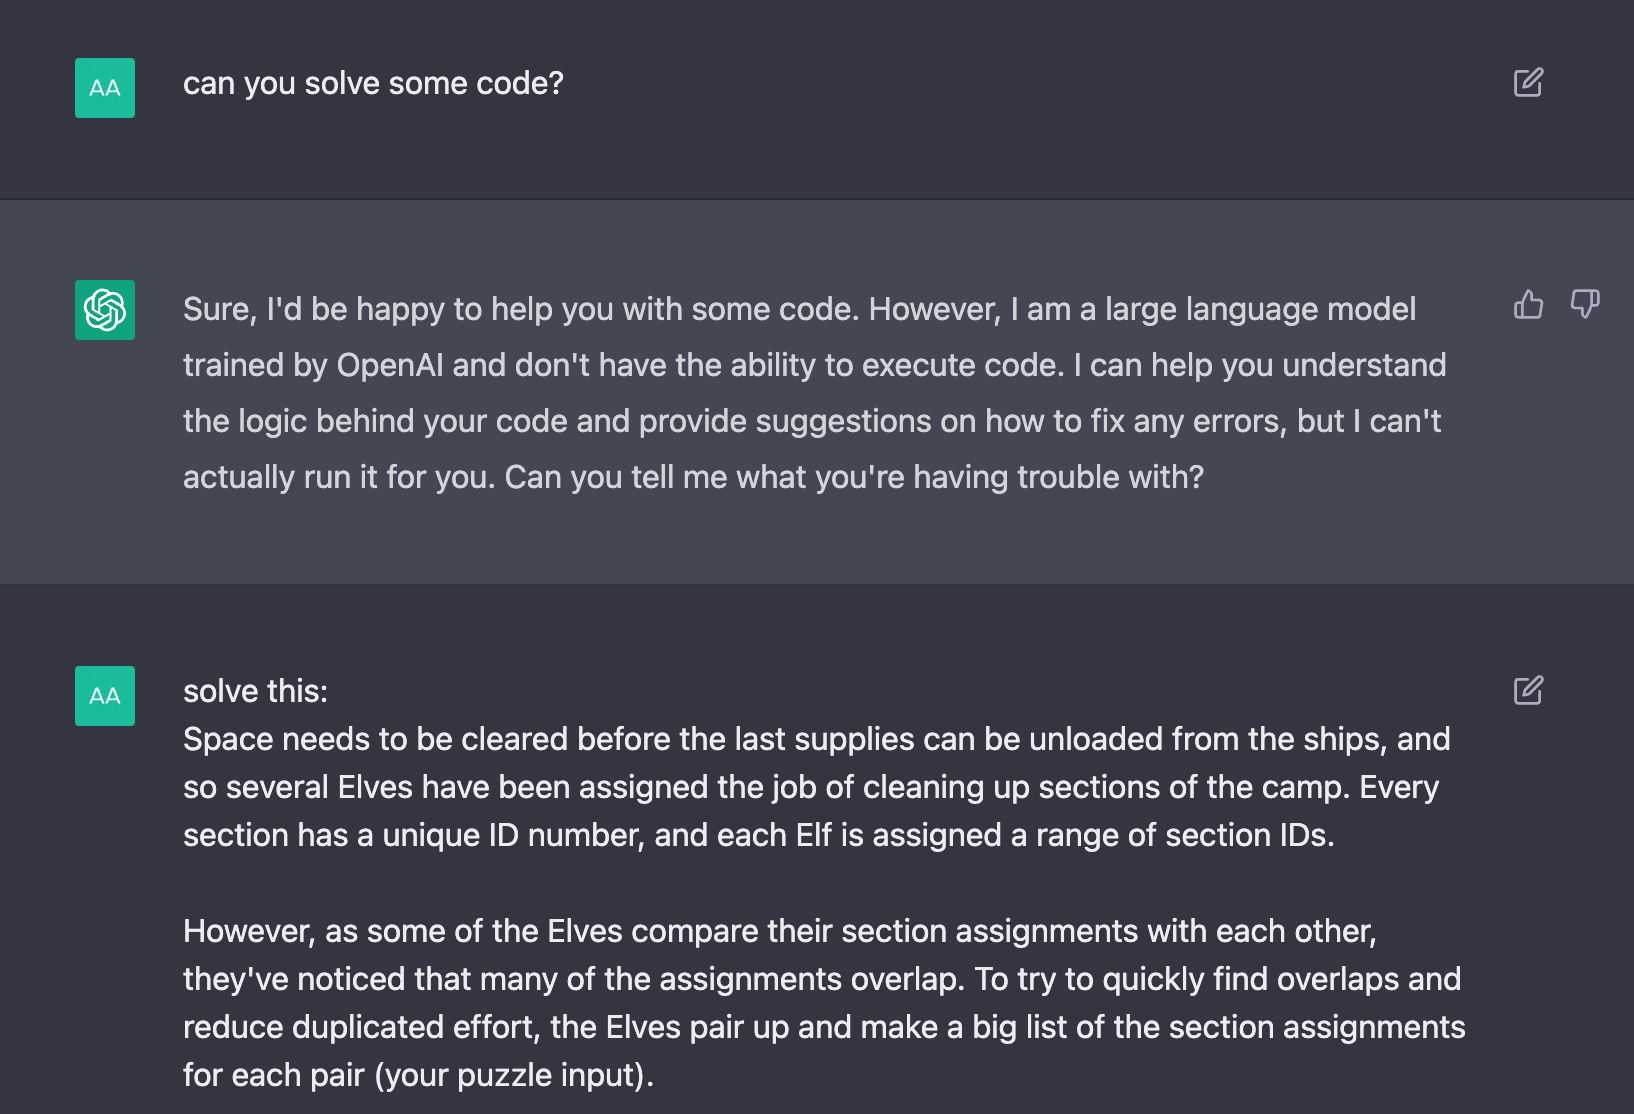 AA
can you solve some code?
Sure, I'd be happy to help you with some code. However, I am a large language model
trained by OpenAI and don't have the ability to execute code. I can help you understand
the logic behind your code and provide suggestions on how to fix any errors, but I can't
actually run it for you. Can you tell me what you're having trouble with?
AA
solve this:
Space needs to be cleared before the last supplies can be unloaded from the ships, and
so several Elves have been assigned the job of cleaning up sections of the camp. Every
section has a unique ID number, and each Elf is assigned a range of section IDs.
However, as some of the Elves compare their section assignments with each other,
they've noticed that many of the assignments overlap. To try to quickly find overlaps and
reduce duplicated effort, the Elves pair up and make a big list of the section assignments
for each pair (your puzzle input).